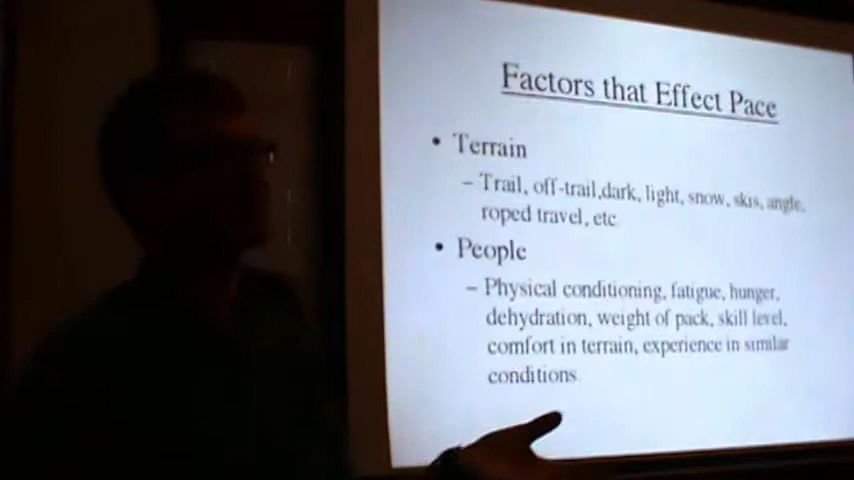 Factors that Effect Pace
• Terrain
– Trail, off-trail,dark, light, snow, skis, angle,
roped travel, etc.
• People
– Physical conditioning, fatigue, hunger,
dehydration, weight of pack, skill level,
comfort in terrain, experience in similar
conditions.